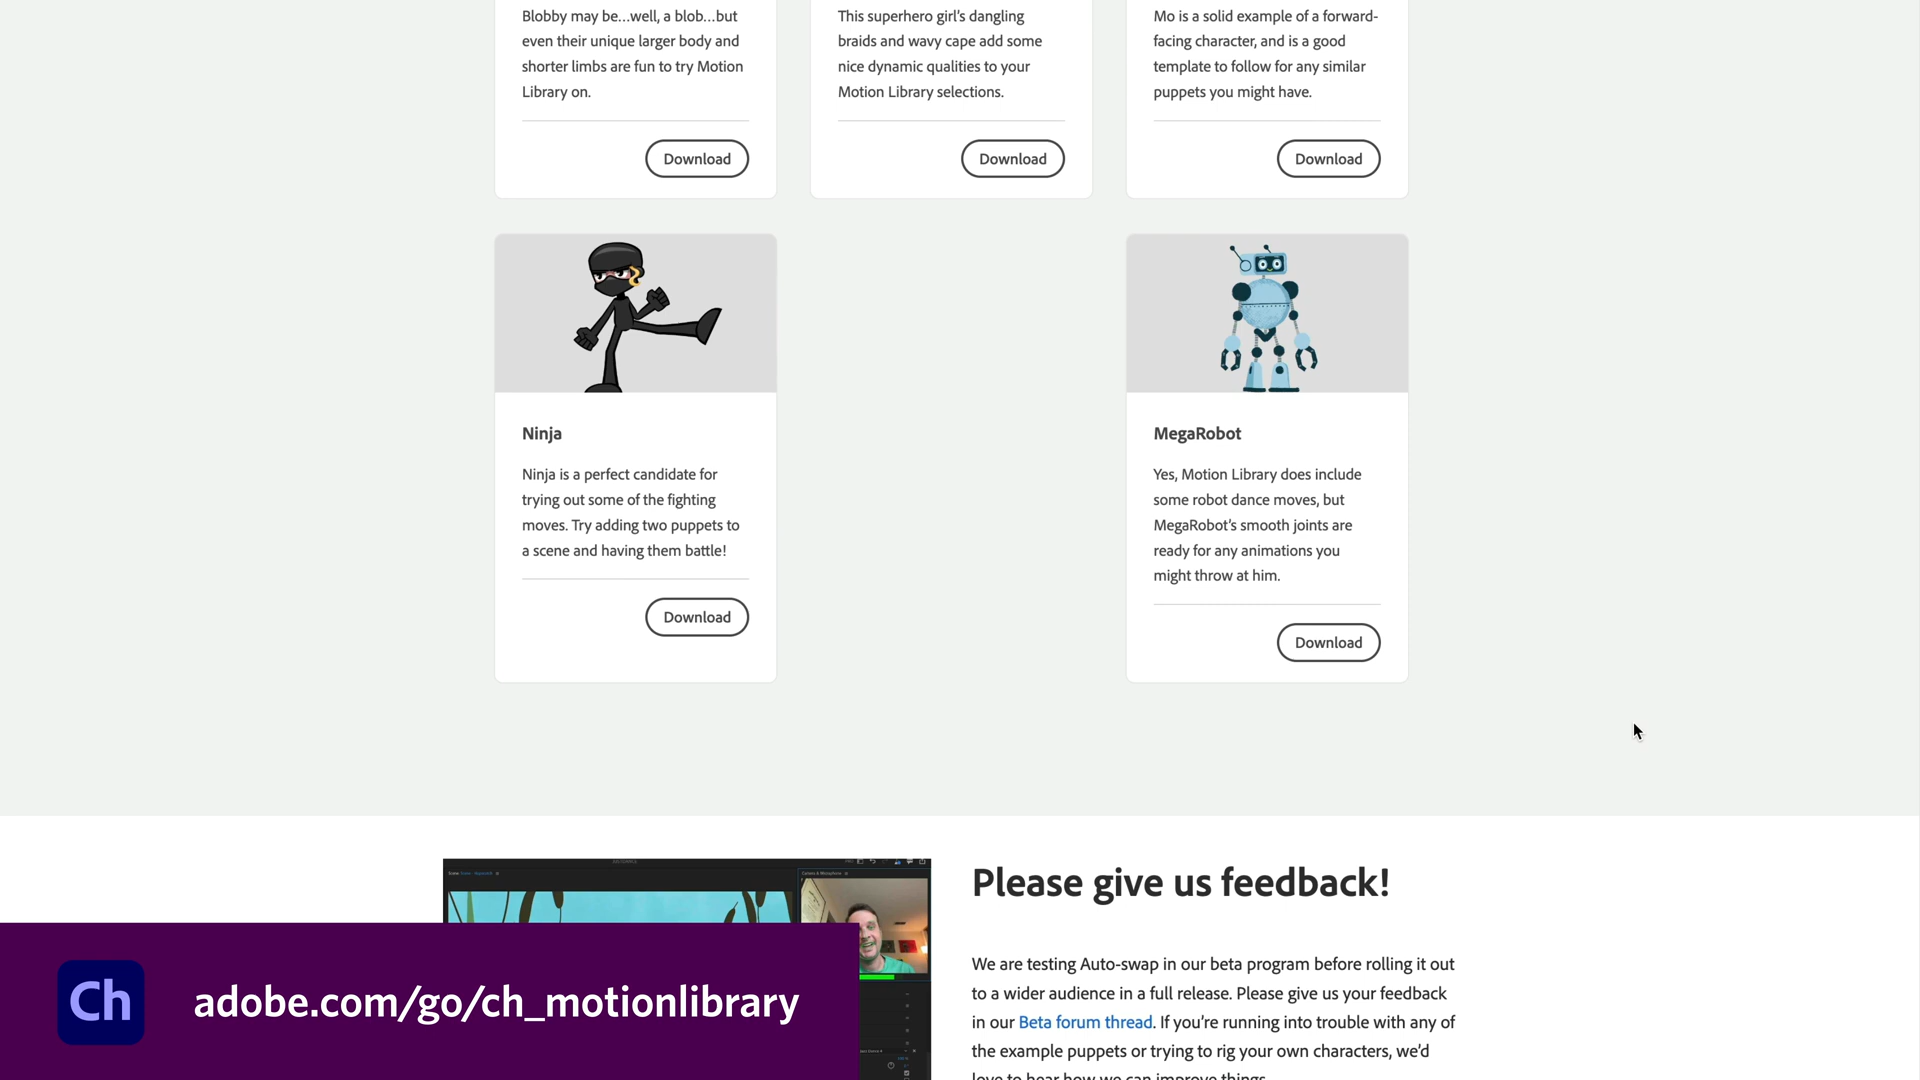 Blobby may be...well, a blob...but
even their unique larger body and
shorter limbs are fun to try Motion
Library on.
Download
This superhero girl's dangling
braids and wavy cape add some
nice dynamic qualities to your
Motion Library selections.
Download
Mo is a solid example of a forward-
facing character, and is a good
template to follow for any similar
puppets you might have.
Download
Ninja
Ninja is a perfect candidate for
trying out some of the fighting
moves. Try adding two puppets to
a scene and having them battle!
Download
MegaRobot
Yes, Motion Library does include
some robot dance moves, but
MegaRobot's smooth joints are
ready for any animations you
might throw at him.
Download
Please give us feedback!
We are testing Auto-swap in our beta program before rolling it out
to a wider audience in a full release. Please give us your feedback
in our Beta forum thread. If you're running into trouble with any of
the example puppets or trying to rig your own characters, we'd
love to hear how we can improve things.
Ch
adobe.com/go/ch_motionlibrary